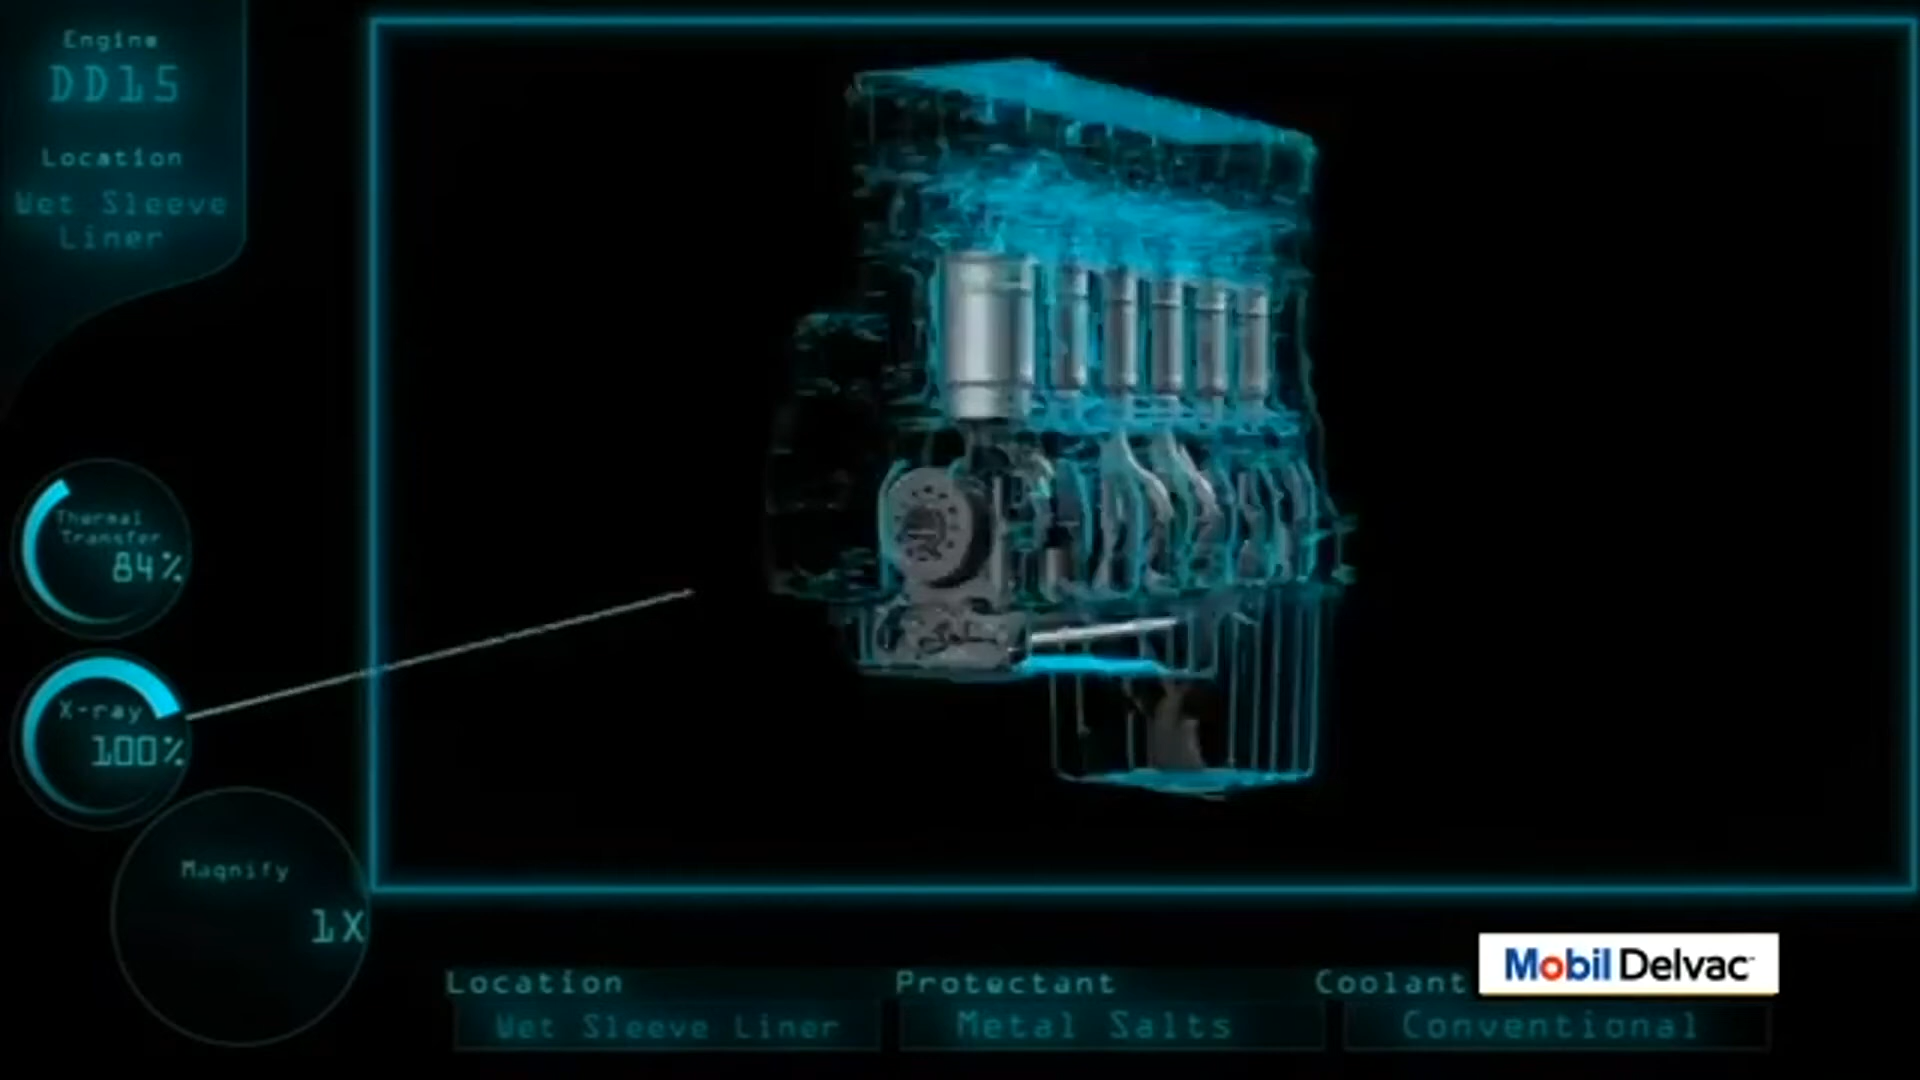 Engine
DD15
Location
Wet Sleeve
Liner
Thermal
Transfer
84%
X-ray
100%
Magnify
1X
Location
Wet Sleeve Liner
Protectant
Metal Salts
Coolant
Conventional
Mobil Delvac